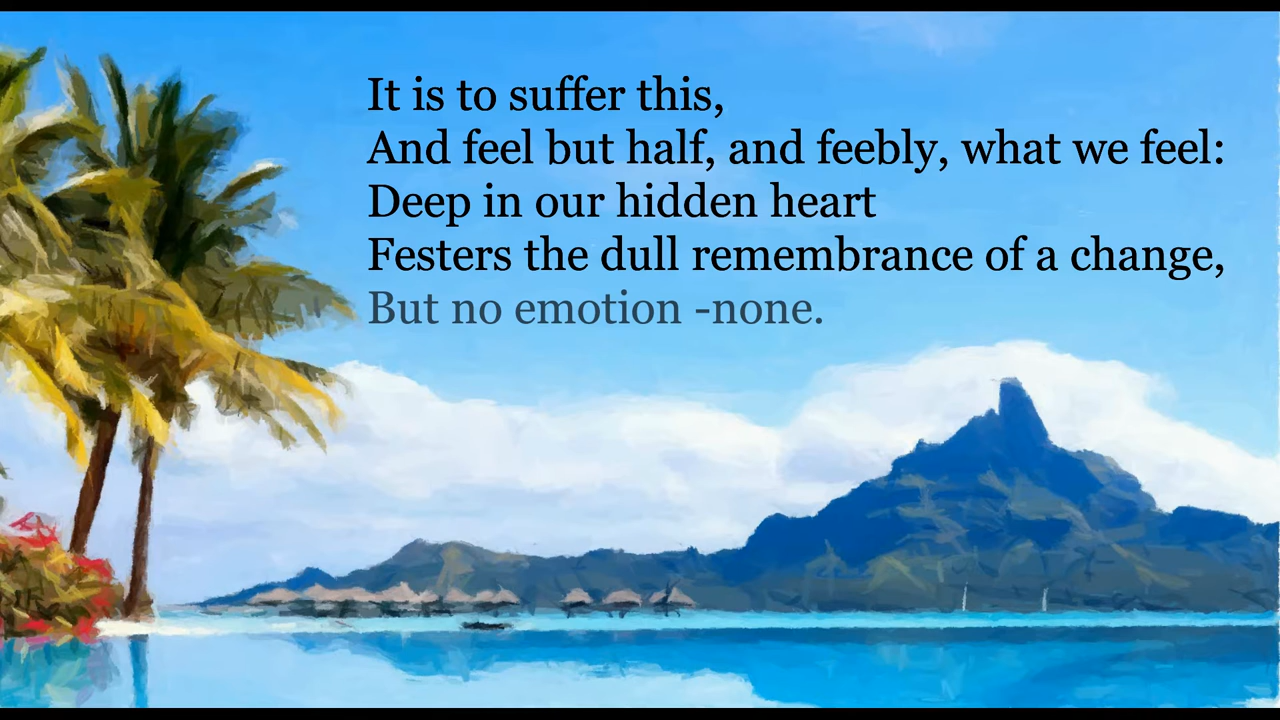 It is to suffer this,
And feel but half, and feebly, what we feel:
Deep in our hidden heart
Festers the dull remembrance of a change,
But no emotion -none.